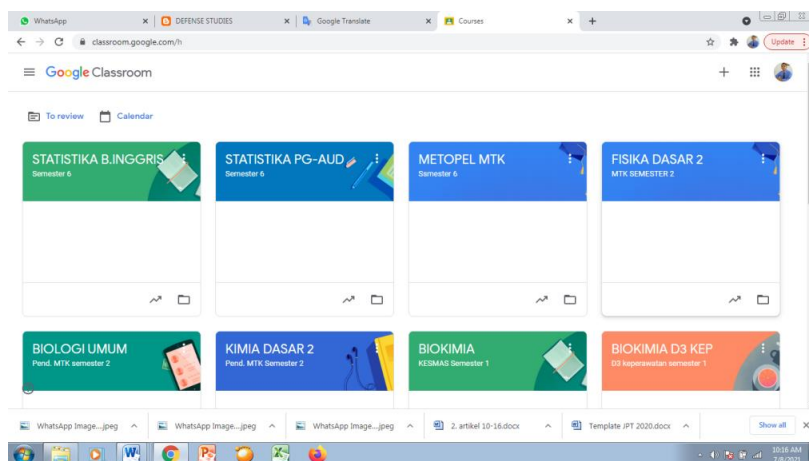 WhatsApp
DEFENSE STUDIES
Google Translate
Courses
classroom.google.com/h
Update
Google Classroom
To review
Calendar
STATISTIKA B.INGGRIS
Semester 6
STATISTIKA PG-AUD
Semester 6
METOPEL MTK
Semester 6
FISIKA DASAR 2
MTK SEMESTER 2
BIOLOGI UMUM
Pend. MTK semester 2
KIMIA DASAR 2
Pend. MTK Semester 2
BIOKIMIA
KESMAS Semester 1
BIOKIMIA D3 KEP
D3 keperawatan semester 1
WhatsApp Image...jpeg
WhatsApp Image...jpeg
WhatsApp Image...jpeg
2. artikel 10-16.docx
Template JPT 2020.docx
Show all
10:16 AM
7/8/2021